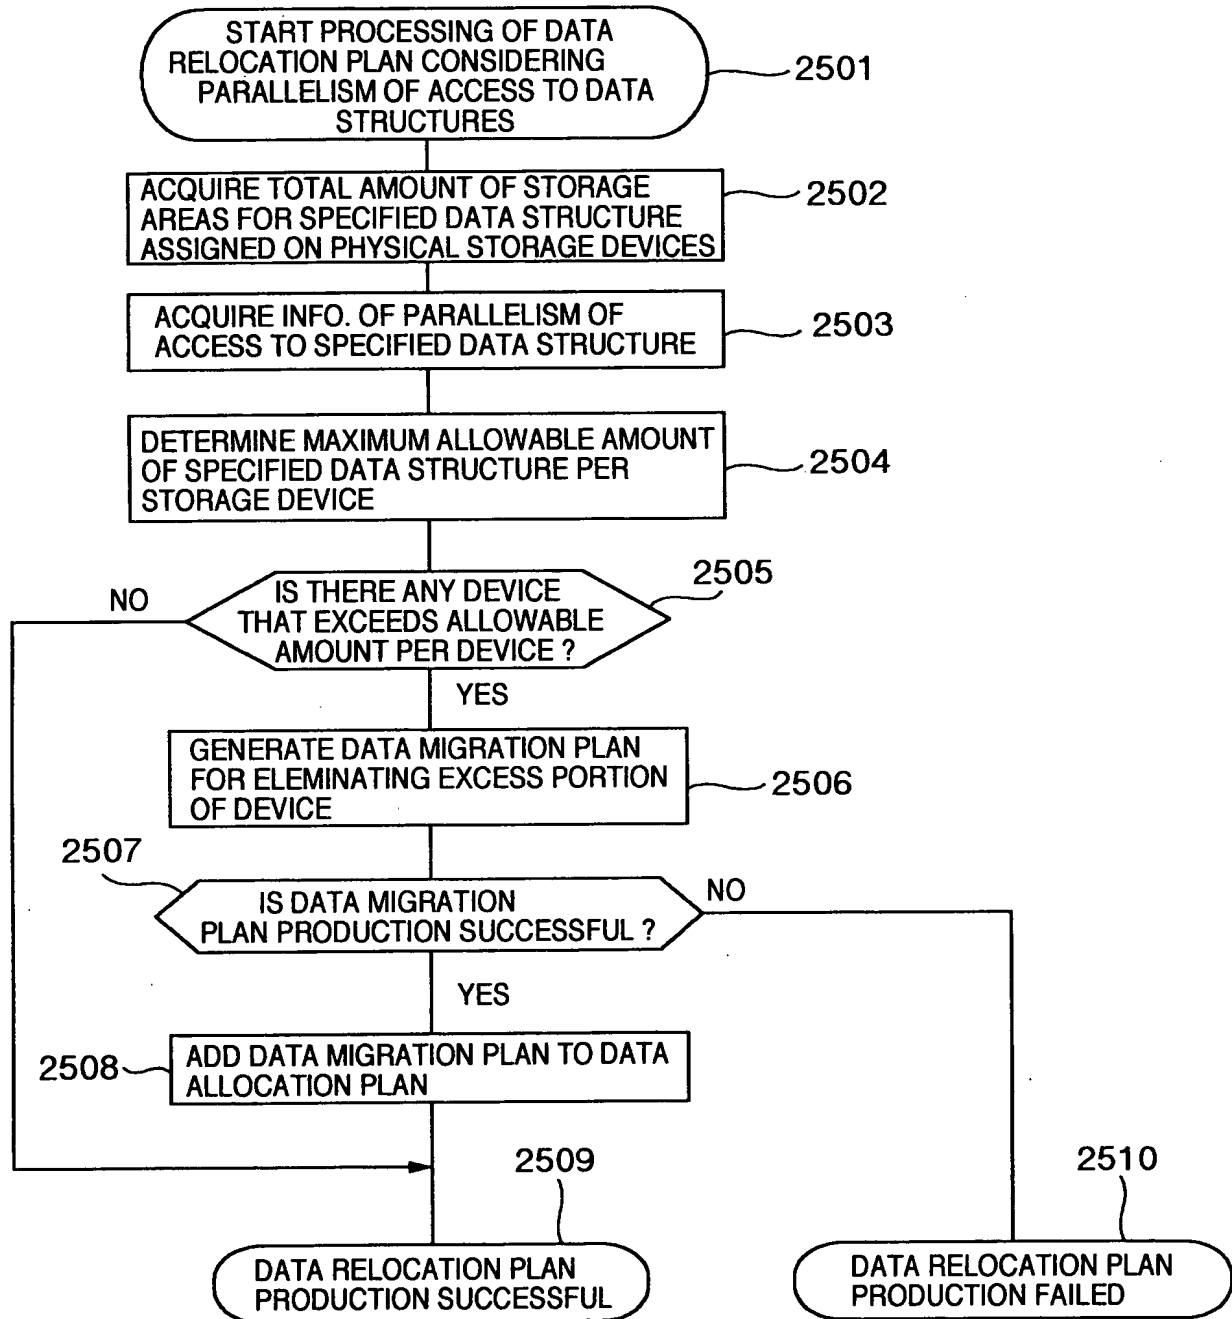 START PROCESSING OF DATA
RELOCATION PLAN CONSIDERING
PARALLELISM OF ACCESS TO DATA
STRUCTURES
2501
ACQUIRE TOTAL AMOUNT OF STORAGE
AREAS FOR SPECIFIED DATA STRUCTURE
ASSIGNED ON PHYSICAL STORAGE DEVICES
2502
ACQUIRE INFO. OF PARALLELISM OF
ACCESS TO SPECIFIED DATA STRUCTURE
2503
DETERMINE MAXIMUM ALLOWABLE AMOUNT
OF SPECIFIED DATA STRUCTURE PER
STORAGE DEVICE
2504
IS THERE ANY DEVICE
THAT EXCEEDS ALLOWABLE
AMOUNT PER DEVICE ?
2505
NO
YES
GENERATE DATA MIGRATION PLAN
FOR ELEMINATING EXCESS PORTION
OF DEVICE
2506
2507
IS DATA MIGRATION
PLAN PRODUCTION SUCCESSFUL ?
NO
YES
2508
ADD DATA MIGRATION PLAN TO DATA
ALLOCATION PLAN
2509
DATA RELOCATION PLAN
PRODUCTION SUCCESSFUL
2510
DATA RELOCATION PLAN
PRODUCTION FAILED